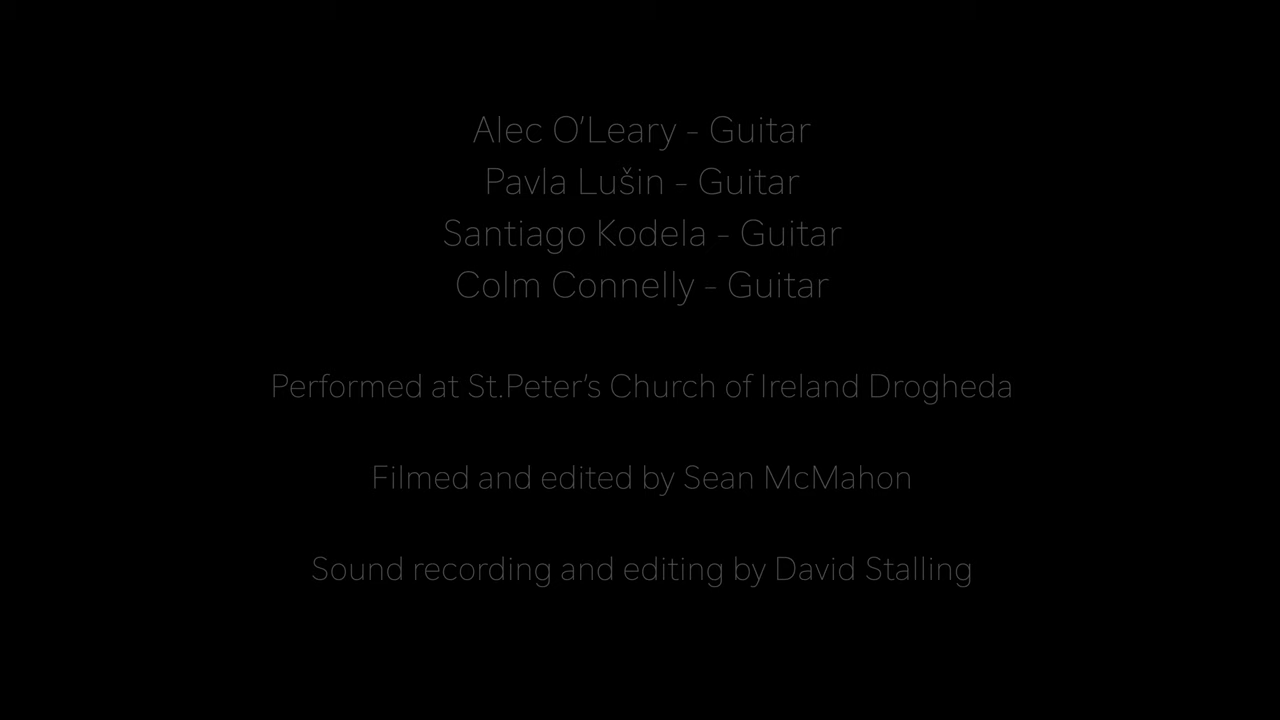 Alec O'Leary - Guitar
Pavla Lušin - Guitar
Santiago Kodela - Guitar
Colm Connelly - Guitar
Performed at St.Peter's Church of Ireland Drogheda
Filmed and edited by Sean McMahon
Sound recording and editing by David Stalling